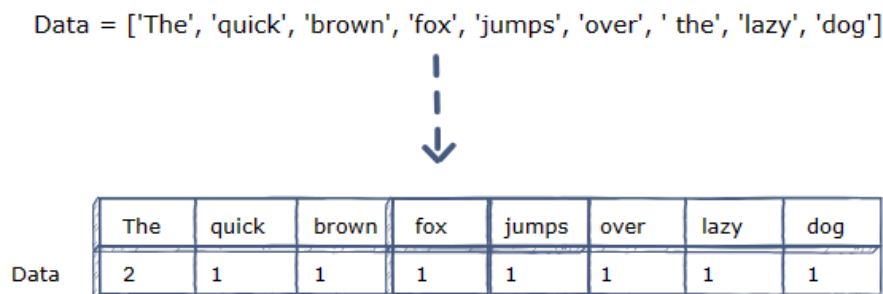 Data = ['The', 'quick', 'brown', 'fox', 'jumps', 'over', ' the', 'lazy', 'dog']
The quick brown fox jumps over lazy dog
Data 2 1 1 1 1 1 1 1